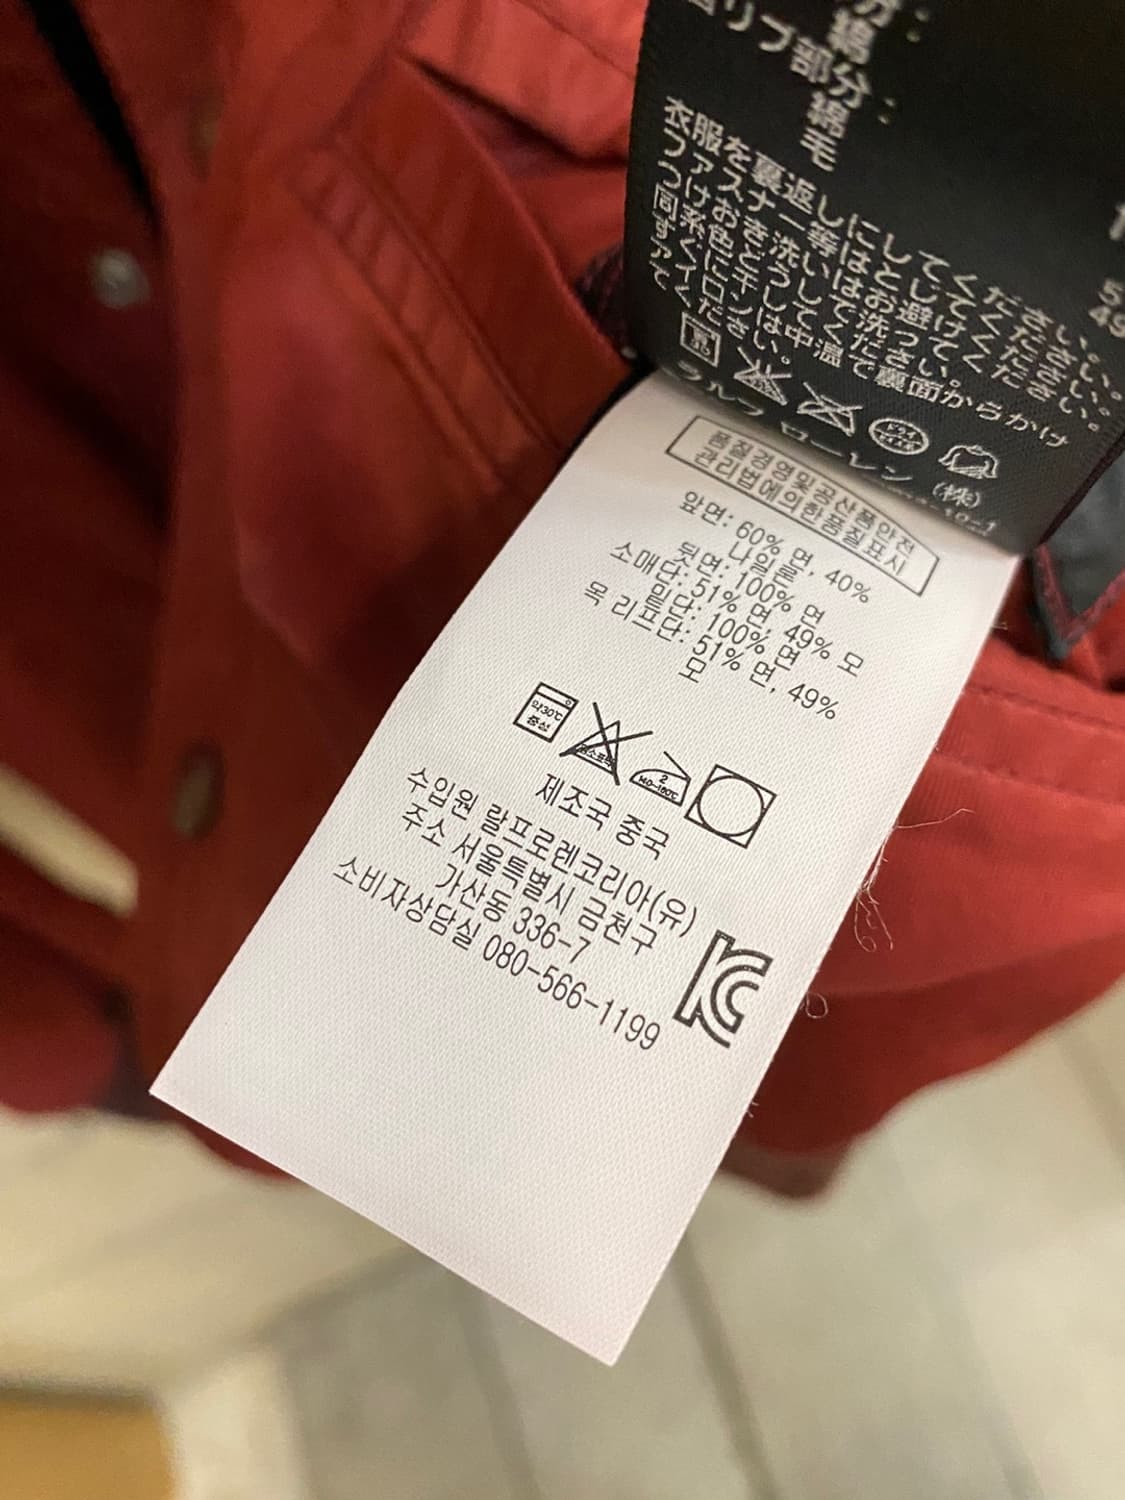 分:
綿
リブ部分:
綿
毛
衣服を裏返しにしてください。
ファスナー等はとじてください。
つけおき洗いはお避けください。
同系色どうしで洗ってください。
すぐに干してください。
アイロンは中温で裏面からかけ
てください。
ドライ
ラルフ ローレン (株)
품질경영및공산품안전
관리법에의한품질표시
앞면: 60% 면, 40%
나일론
뒷면: 100% 면
소매단: 51% 면, 49% 모
밑단: 100% 면
목 리프단: 51% 면, 49%
모
약30℃
중성
염소표백
2
140-160℃
제조국 중국
수입원 랄프로렌코리아(유)
주소 서울특별시 금천구
가산동 336-7
소비자상담실 080-566-1199
KC